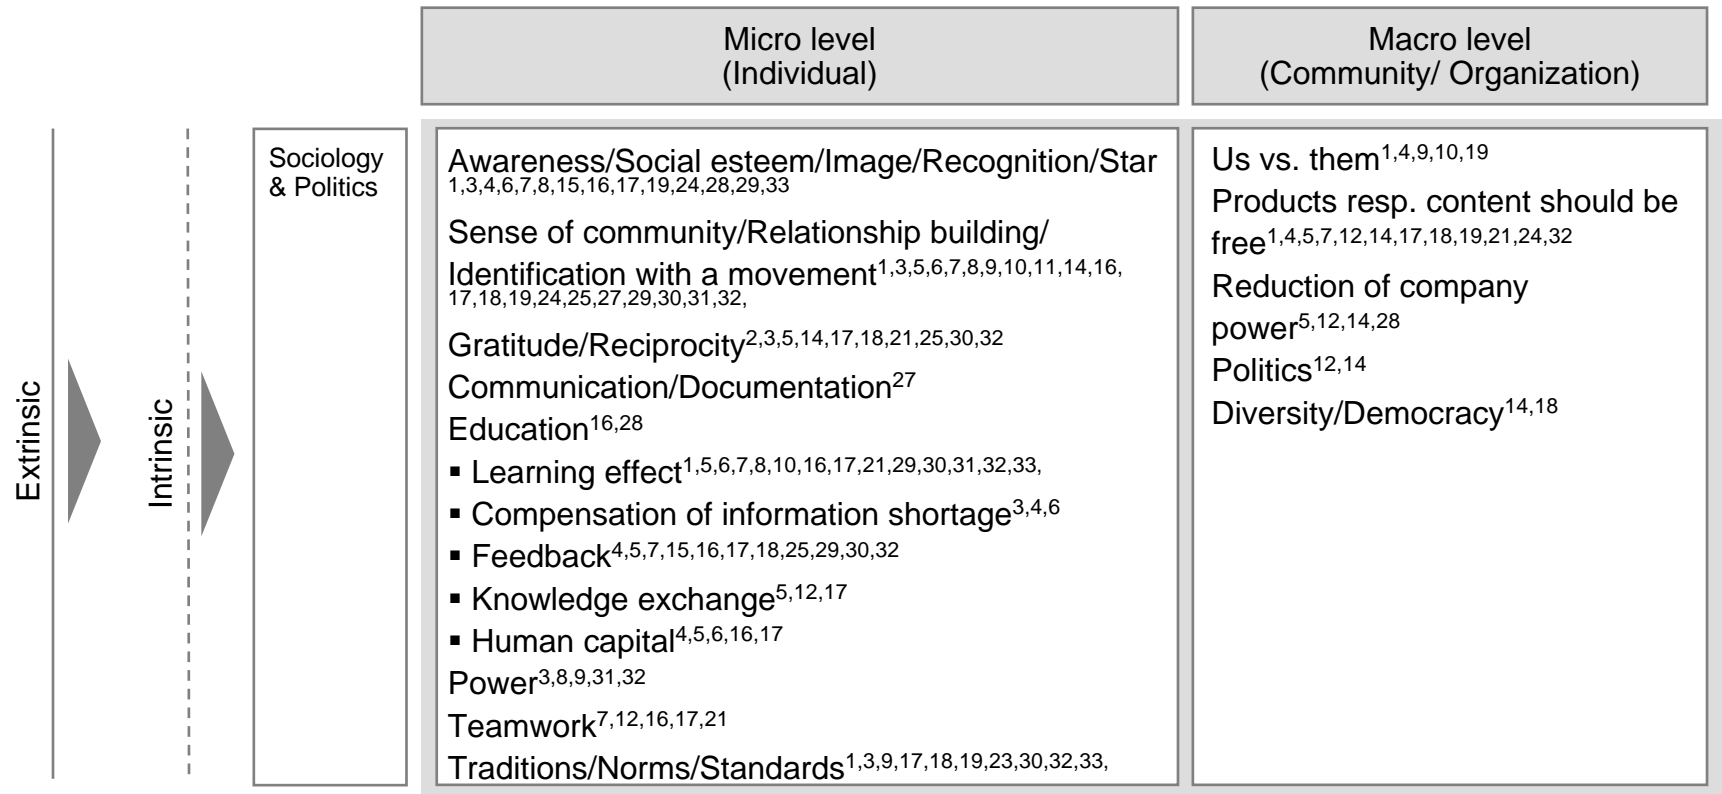 Micro level
(Individual)
Macro level
(Community/ Organization)
Extrinsic
Intrinsic
Sociology
& Politics
Awareness/Social esteem/Image/Recognition/Star
1,3,4,6,7,8,15,16,17,19,24,28,29,33
Sense of community/Relationship building/
Identification with a movement1,3,5,6,7,8,9,10,11,14,16,
17,18,19,24,25,27,29,30,31,32,
Gratitude/Reciprocity2,3,5,14,17,18,21,25,30,32
Communication/Documentation27
Education16,28
▪ Learning effect1,5,6,7,8,10,16,17,21,29,30,31,32,33,
▪ Compensation of information shortage3,4,6
▪ Feedback4,5,7,15,16,17,18,25,29,30,32
▪ Knowledge exchange5,12,17
▪ Human capital4,5,6,16,17
Power3,8,9,31,32
Teamwork7,12,16,17,21
Traditions/Norms/Standards1,3,9,17,18,19,23,30,32,33,
Us vs. them1,4,9,10,19
Products resp. content should be
free1,4,5,7,12,14,17,18,19,21,24,32
Reduction of company
power5,12,14,28
Politics12,14
Diversity/Democracy14,18